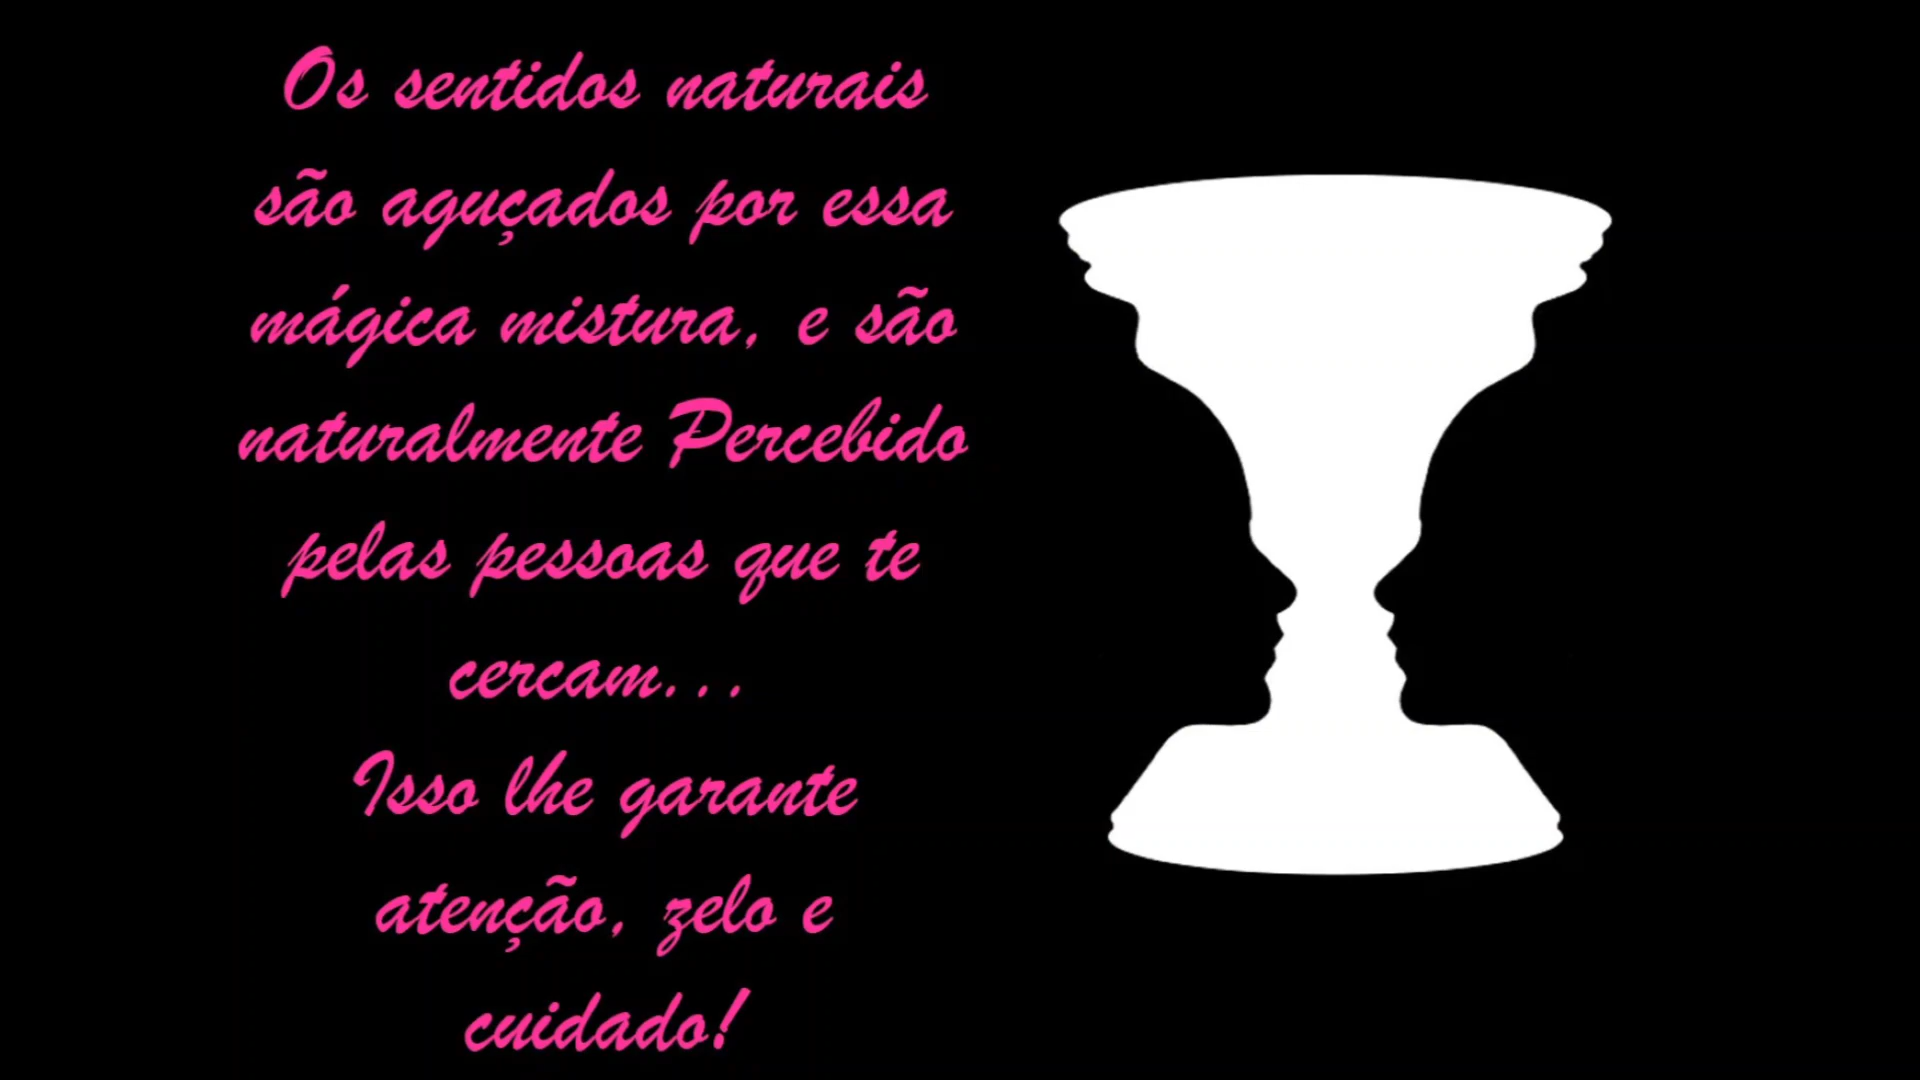 Os sentidos naturais
são aguçados por essa
mágica mistura, e são
naturalmente Percebido
pelas pessoas que te
cercam...
Isso lhe garante
atenção, zelo e
cuidado!